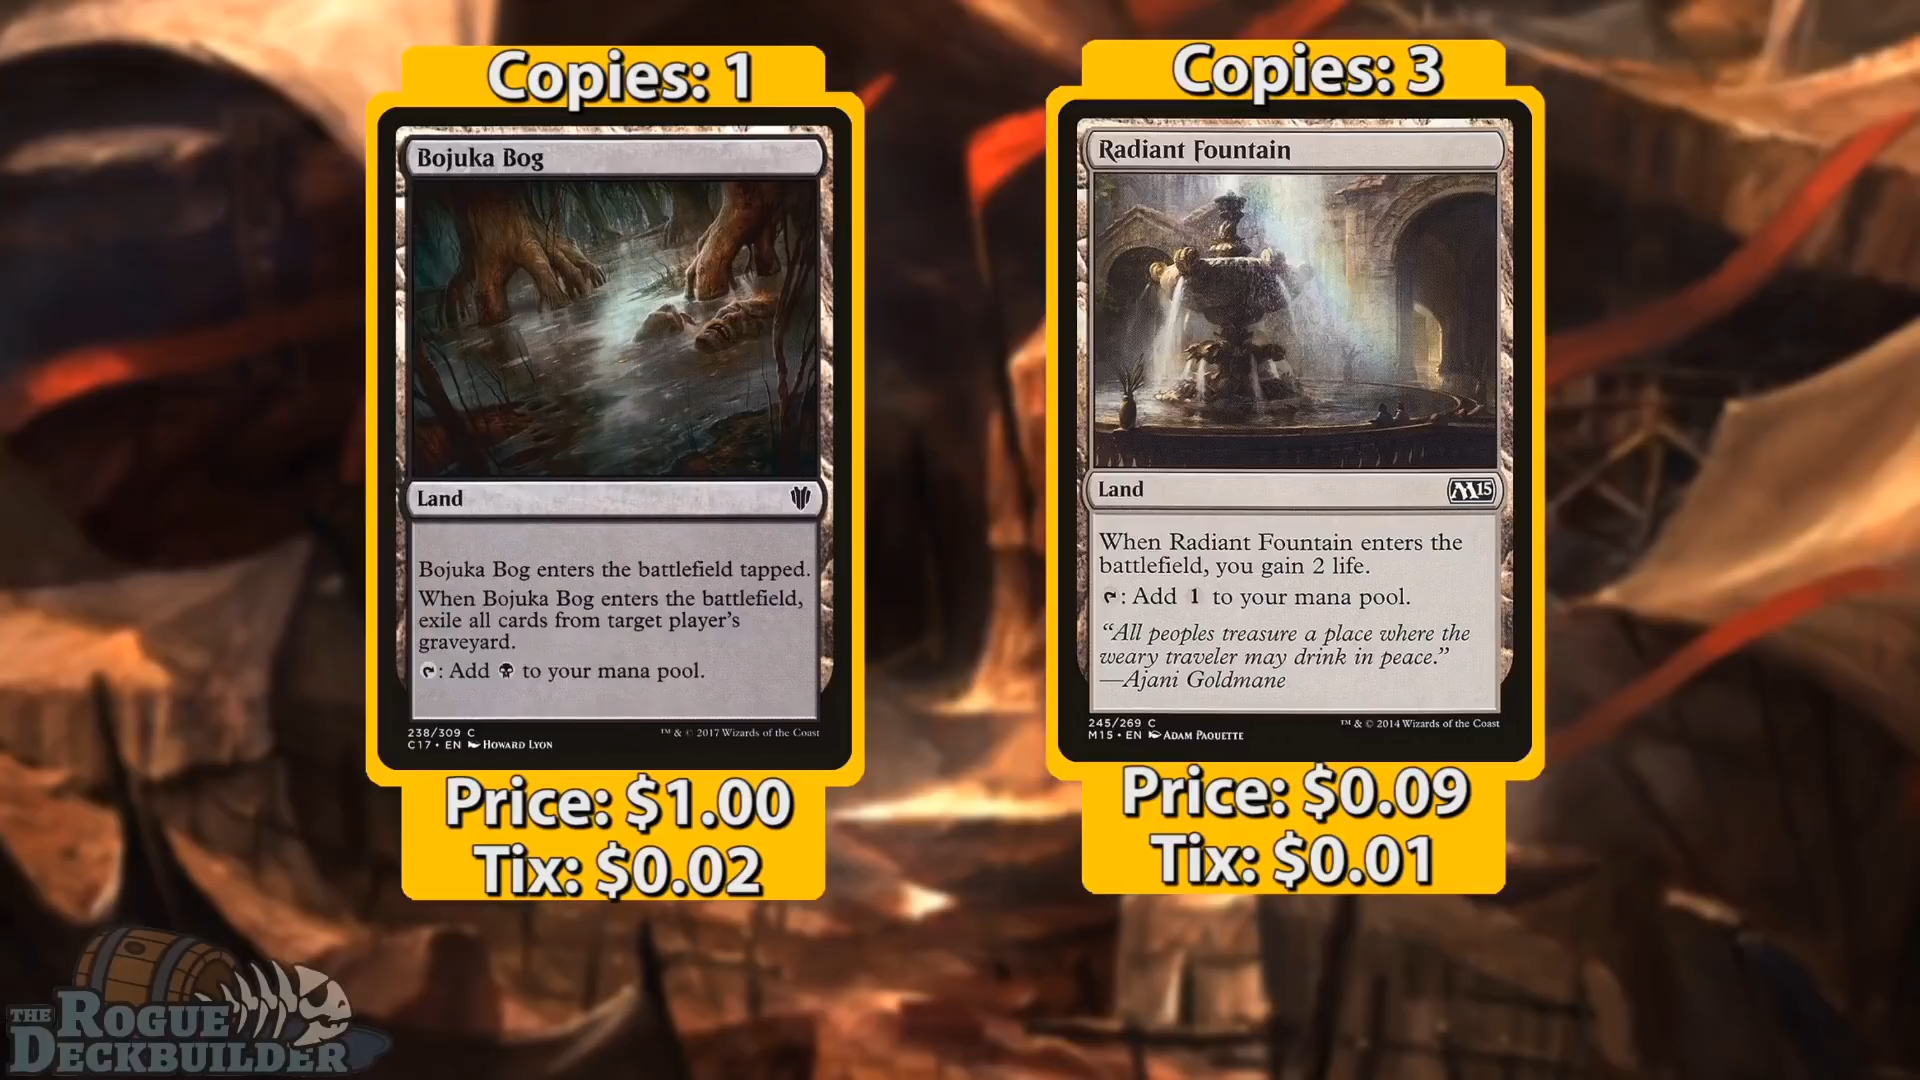 Copies: 1
Bojuka Bog
Land
Bojuka Bog enters the battlefield tapped.
When Bojuka Bog enters the battlefield,
exile all cards from target player's
graveyard.
: Add to your mana pool.
238/309 C
C17 • EN Howard Lyon
™ & © 2017 Wizards of the Coast
Price: $1.00
Tix: $0.02
Copies: 3
Radiant Fountain
Land
M15
When Radiant Fountain enters the
battlefield, you gain 2 life.
: Add 1 to your mana pool.
“All peoples treasure a place where the
weary traveler may drink in peace.”
—Ajani Goldmane
245/269 C
M15 • EN Adam Paquette
™ & © 2014 Wizards of the Coast
Price: $0.09
Tix: $0.01
THE ROGUE
DECKBUILDER